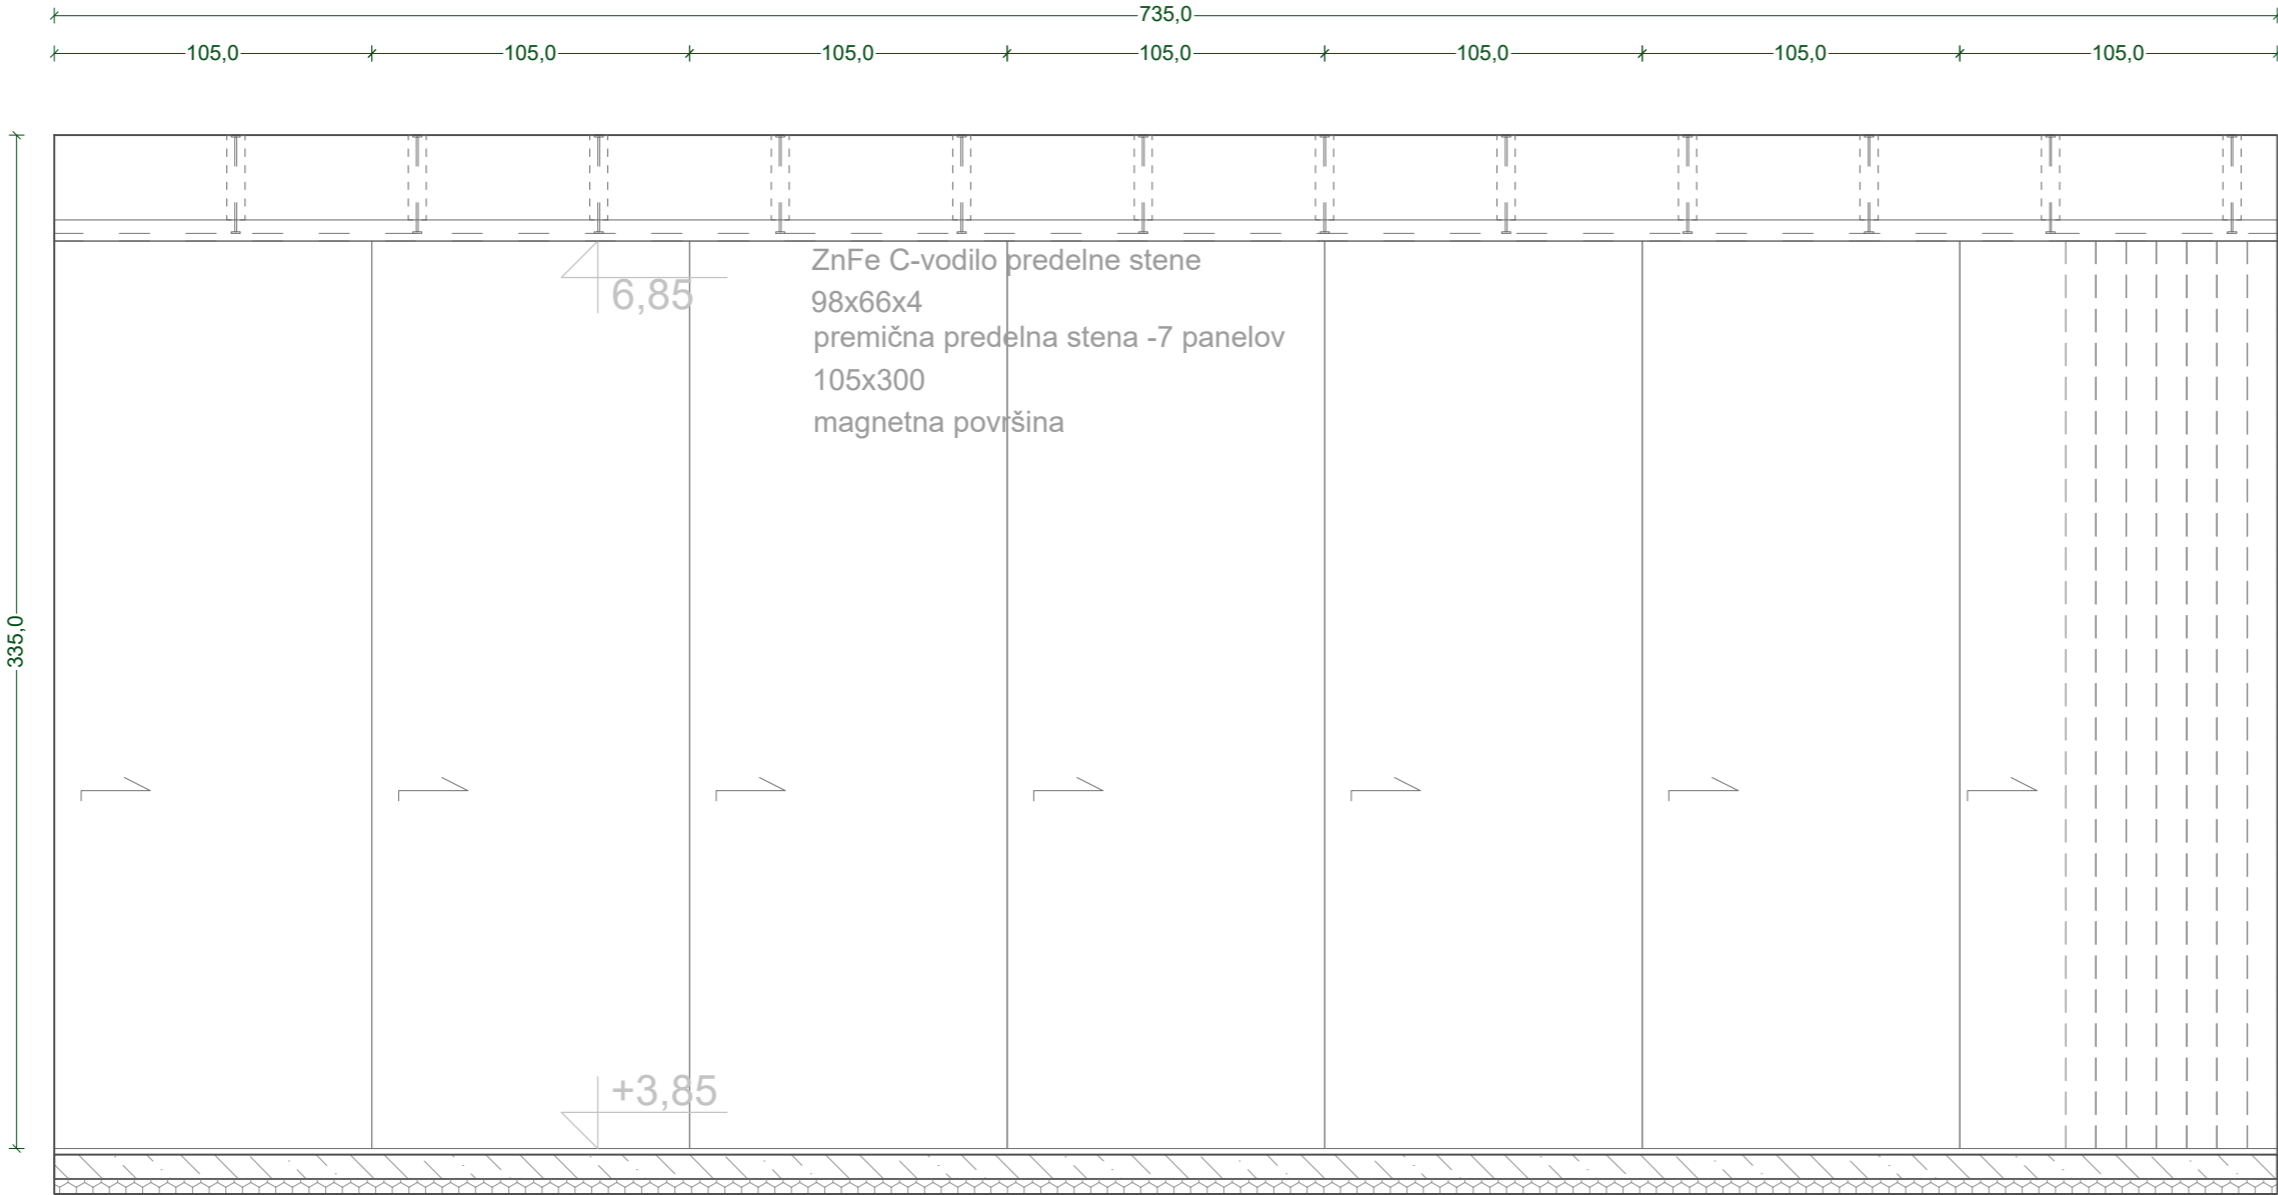 735,0
105,0 105,0 105,0 105,0 105,0 105,0 105,0
ZnFe C-vodilo predelne stene
6,85
98x66x4
premična predelna stena -7 panelov
105x300
magnetna površina
335,0
+3,85